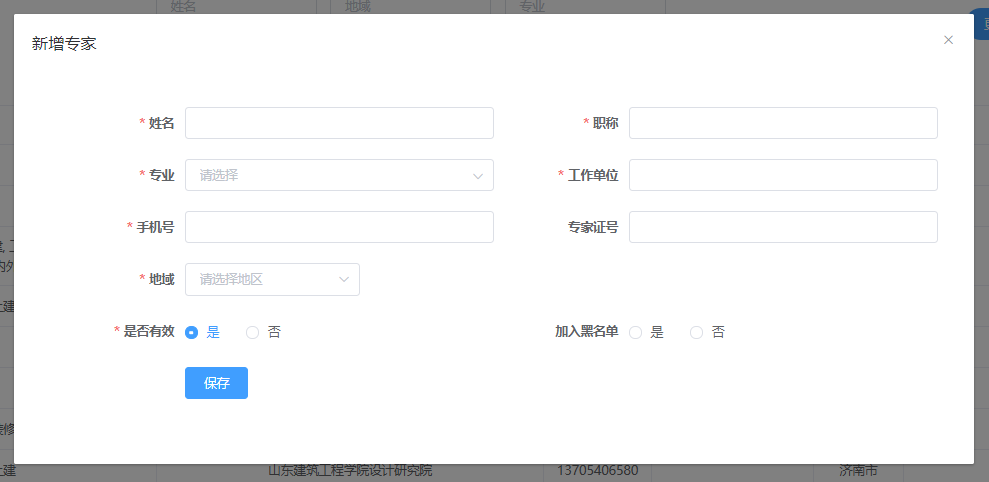 姓名 地域 专业
新增专家
* 姓名 * 职称
* 专业 请选择 * 工作单位
* 手机号 专家证号
* 地域 请选择地区
* 是否有效 是 否 加入黑名单 是 否
保存
土建 山东建筑工程学院设计研究院 13705406580 济南市